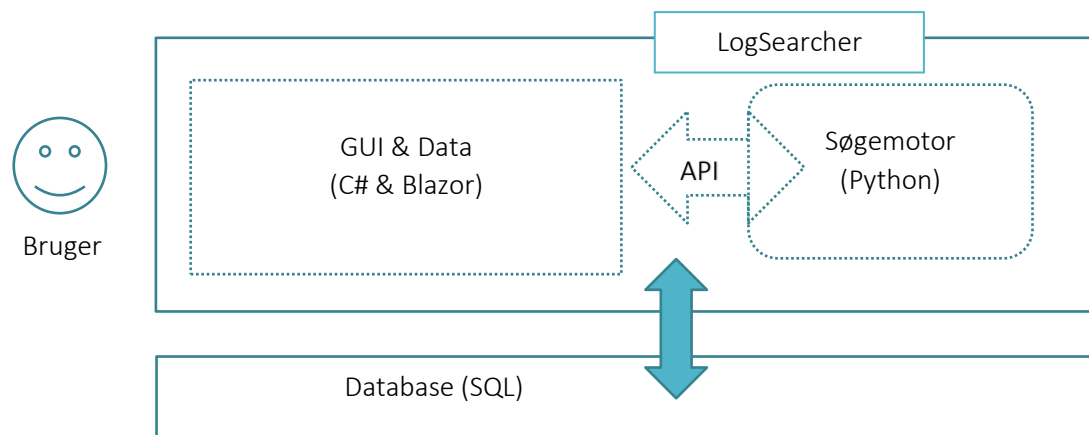 LogSearcher
GUI & Data
(C# & Blazor)
API
Søgemotor
(Python)
Bruger
Database (SQL)